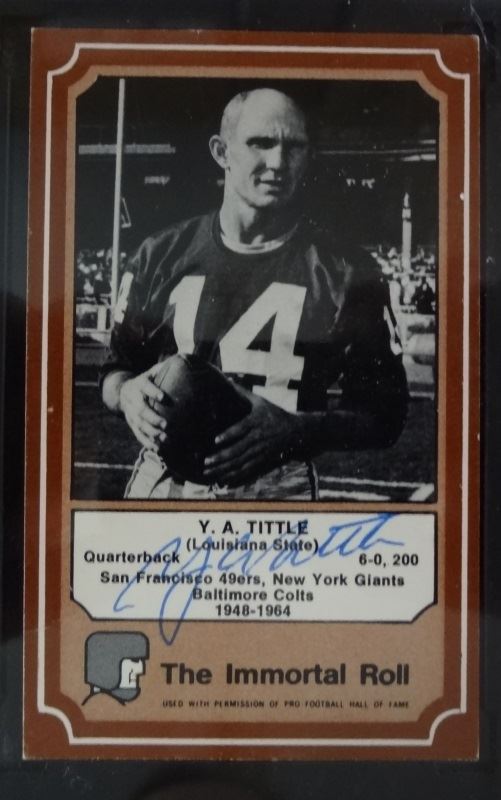 14
Y. A. TITTLE
(Louisiana State)
Quarterback 6-0, 200
San Francisco 49ers, New York Giants
Baltimore Colts
1948-1964
Y A Tittle
The Immortal Roll
USED WITH PERMISSION OF PRO FOOTBALL HALL OF FAME